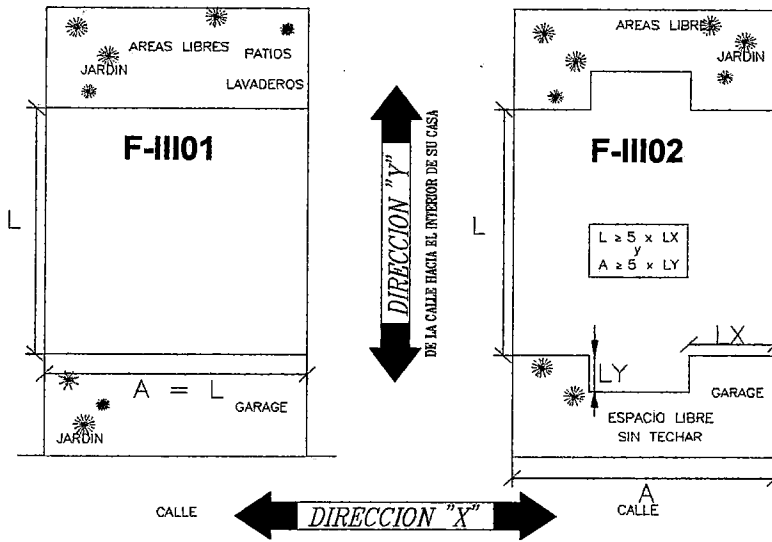 AREAS LIBRES
PATIOS
JARDIN
LAVADEROS
F-III01
L
A = L
GARAGE
JARDIN
CALLE
DIRECCION "Y"
DE LA CALLE HACIA EL INTERIOR DE SU CASA
DIRECCION "X"
AREAS LIBRES
JARDIN
F-III02
L
L ≥ 5 x LX
y
A ≥ 5 x LY
LX
LY
GARAGE
ESPACIO LIBRE
SIN TECHAR
A
CALLE